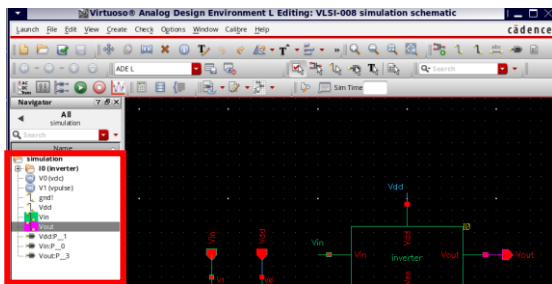 Virtuoso® Analog Design Environment L Editing: VLSI-008 simulation schematic
Launch File Edit View Create Check Options Window Calibre Help
cādence
ADE L
Search
Sim Time
Navigator
All
simulation
Search
Name
simulation
I0 (inverter)
V0 (vdc)
V1 (vpulse)
gnd!
Vdd
Vin
Vout
Vdd:P__1
Vin:P__0
Vout:P__3
Vdd
Vin
Vdd
Vin
Vin
Vdd
inverter
Vout
Vout